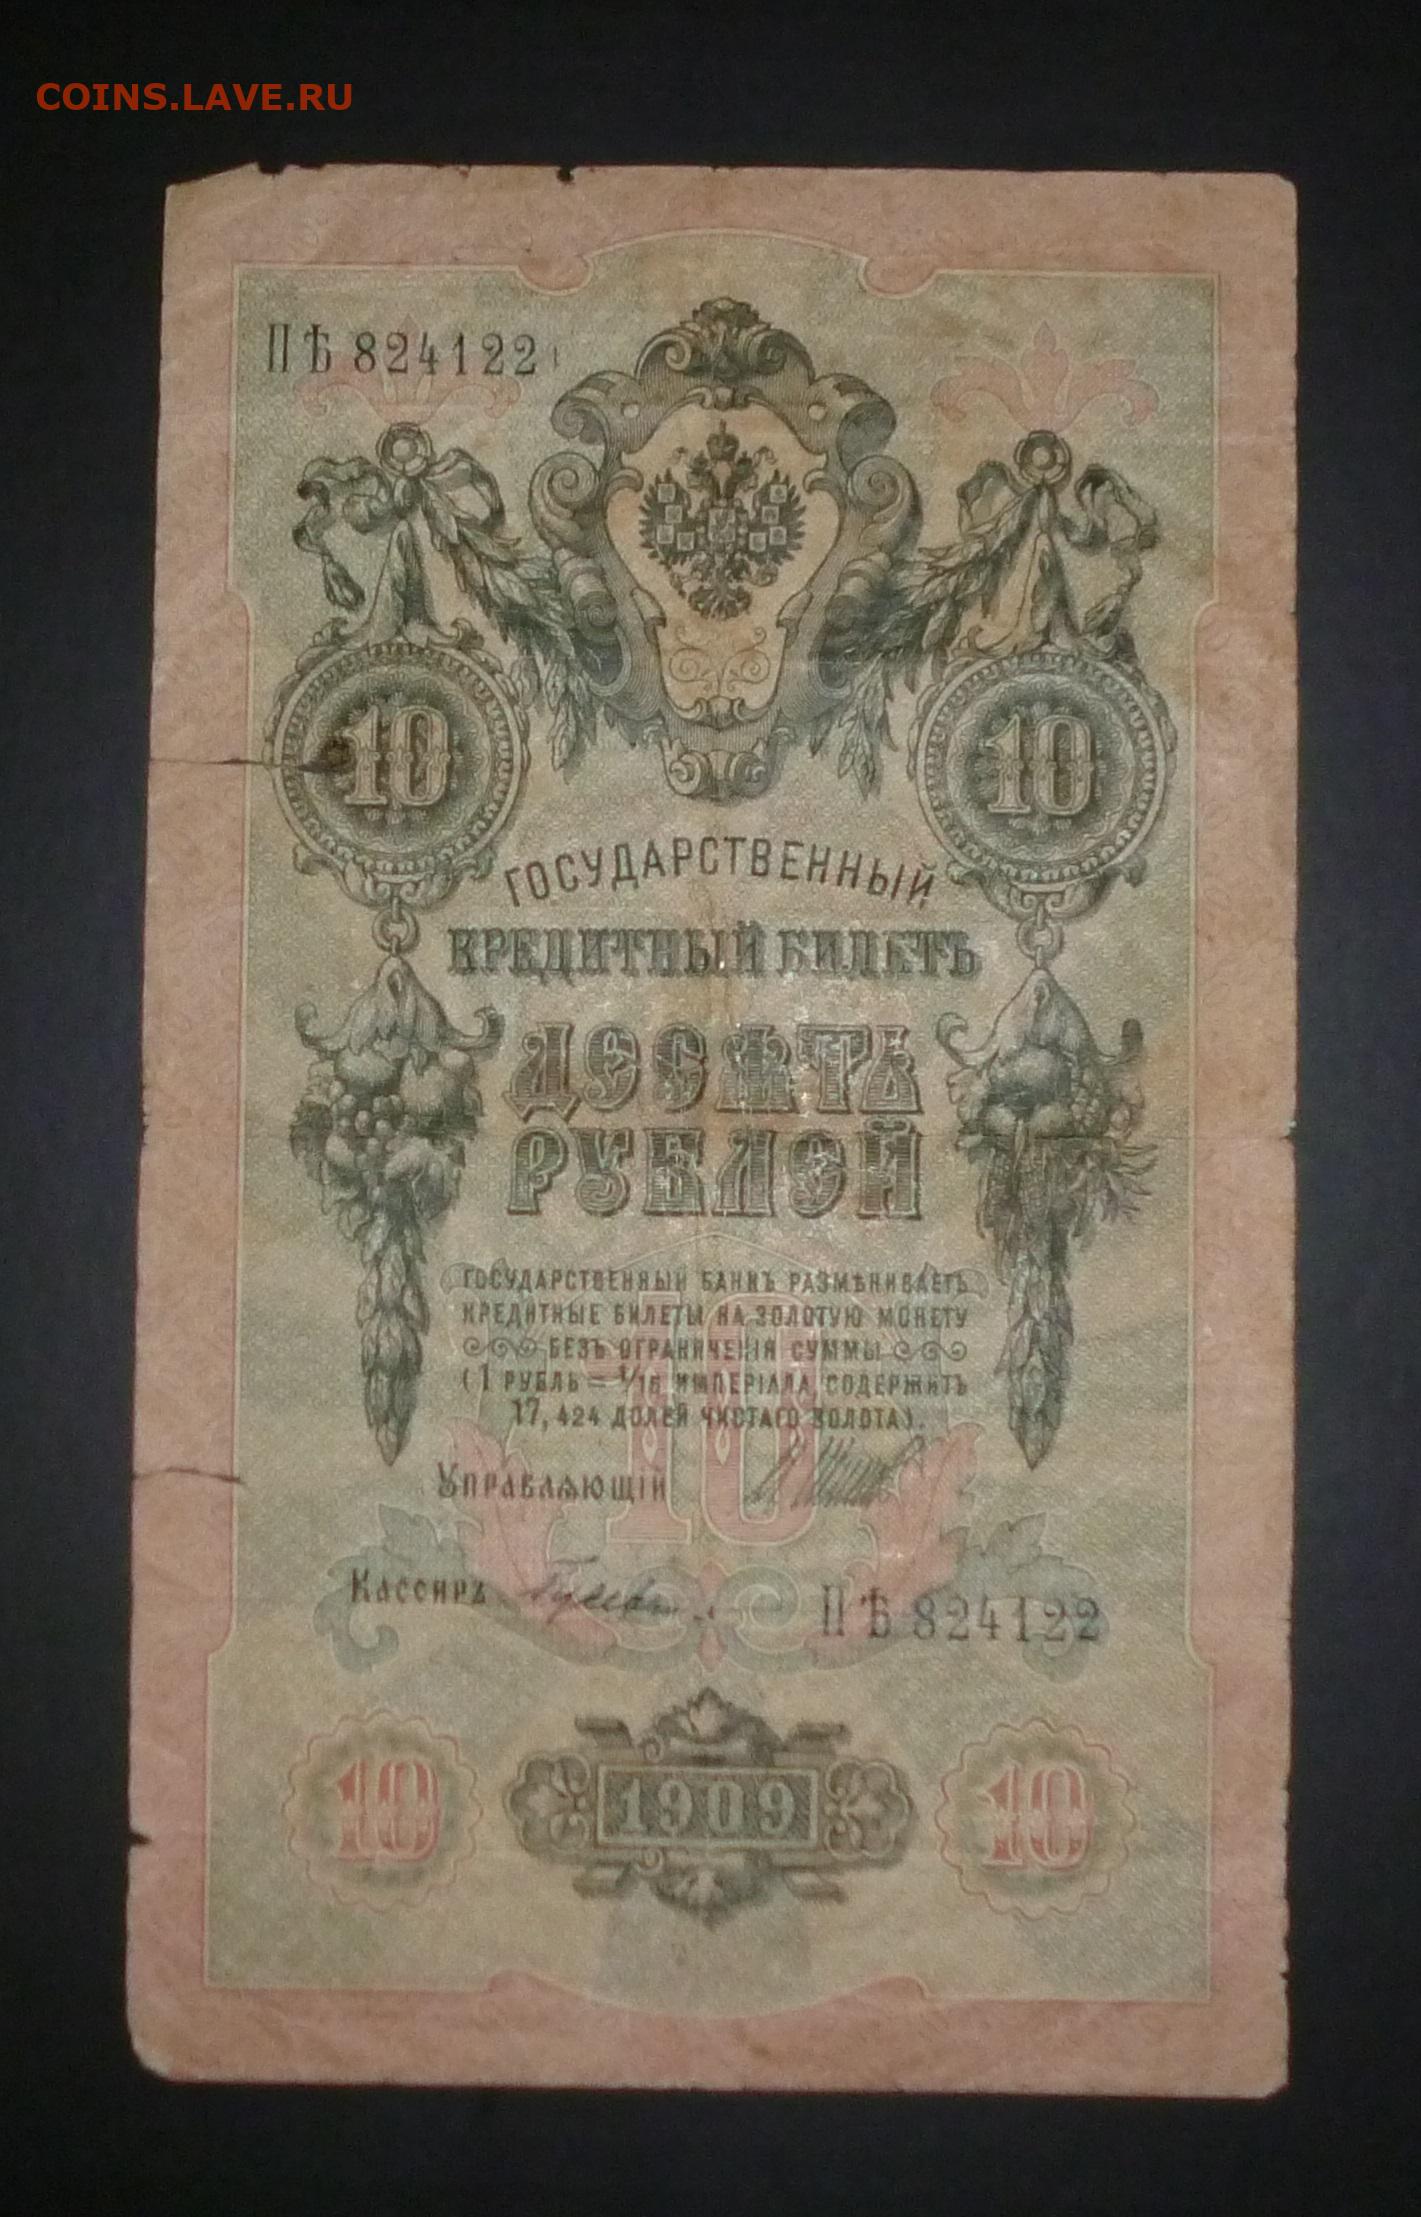 COINS.LAVE.RU
ПѢ 824122
10 10
ГОСУДАРСТВЕННЫЙ
КРЕДИТНЫЙ БИЛЕТЪ
ДЕСЯТЬ
РУБЛЕЙ
ГОСУДАРСТВЕННЫЙ БАНКЪ РАЗМѢНИВАЕТЪ
КРЕДИТНЫЕ БИЛЕТЫ НА ЗОЛОТУЮ МОНЕТУ
БЕЗЪ ОГРАНИЧЕНІЯ СУММЫ
(1 РУБЛЬ = 1/15 ИМПЕРІАЛА, СОДЕРЖИТЪ
17,424 ДОЛЕЙ ЧИСТАГО ЗОЛОТА).
10
УПРАВЛЯЮЩІЙ
КАССИРЪ
ПѢ 824122
10 1909 10